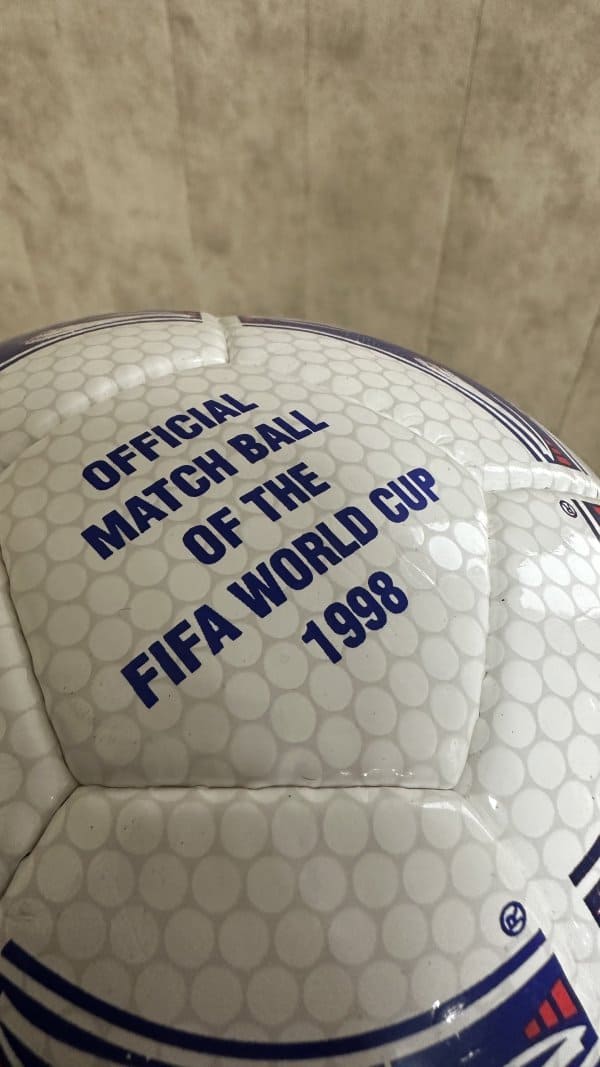 OFFICIAL
MATCH BALL
OF THE
FIFA WORLD CUP
1998
®
®